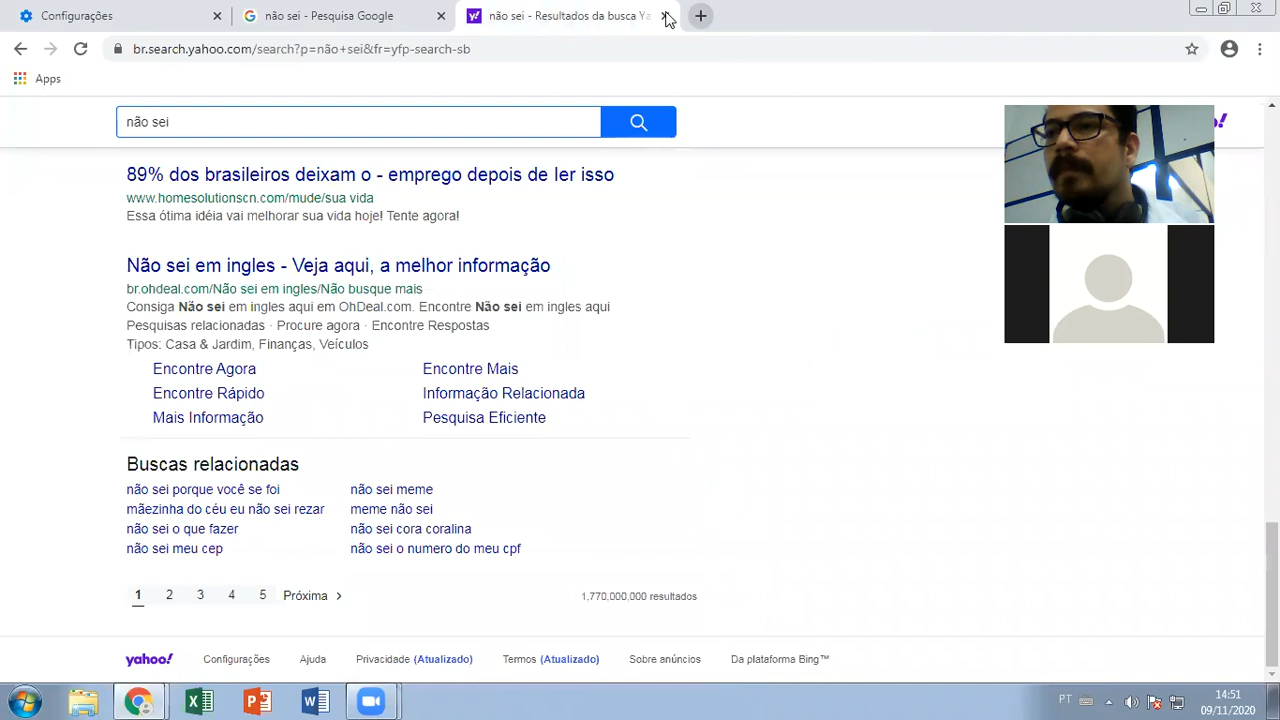 Configurações
não sei - Pesquisa Google
não sei - Resultados da busca Ya
br.search.yahoo.com/search?p=não+sei&fr=yfp-search-sb
Apps
não sei
89% dos brasileiros deixam o - emprego depois de ler isso
www.homesolutionscn.com/mude/sua vida
Essa ótima idéia vai melhorar sua vida hoje! Tente agora!
Não sei em ingles - Veja aqui, a melhor informação
br.ohdeal.com/Não sei em ingles/Não busque mais
Consiga Não sei em ingles aqui em OhDeal.com. Encontre Não sei em ingles aqui
Pesquisas relacionadas · Procure agora · Encontre Respostas
Tipos: Casa & Jardim, Finanças, Veículos
Encontre Agora
Encontre Mais
Encontre Rápido
Informação Relacionada
Mais Informação
Pesquisa Eficiente
Buscas relacionadas
não sei porque você se foi
não sei meme
mãezinha do céu eu não sei rezar
meme não sei
não sei o que fazer
não sei cora coralina
não sei meu cep
não sei o numero do meu cpf
1 2 3 4 5 Próxima >
1,770,000,000 resultados
yahoo! Configurações Ajuda Privacidade (Atualizado) Termos (Atualizado) Sobre anúncios Da plataforma Bing™
PT
14:51
09/11/2020